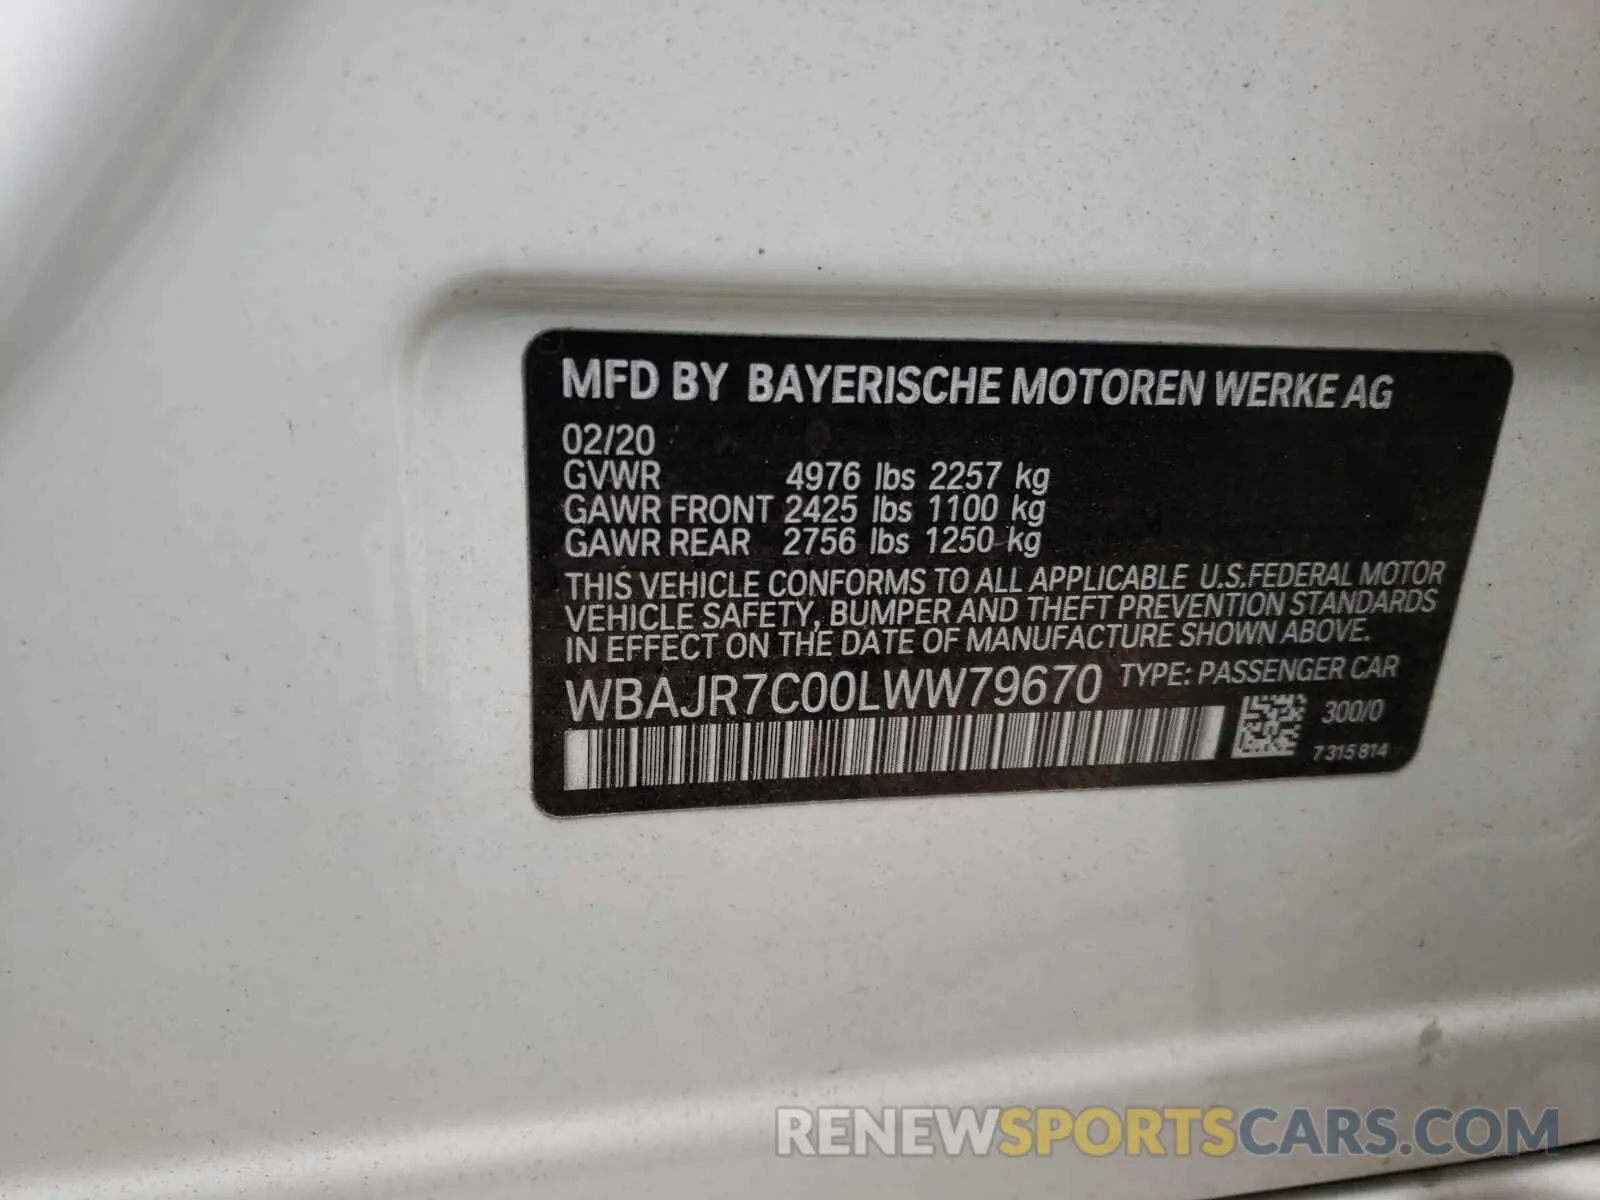 MFD BY BAYERISCHE MOTOREN WERKE AG
02/20
GVWR 4976 lbs 2257 kg
GAWR FRONT 2425 lbs 1100 kg
GAWR REAR 2756 lbs 1250 kg
THIS VEHICLE CONFORMS TO ALL APPLICABLE U.S.FEDERAL MOTOR
VEHICLE SAFETY, BUMPER AND THEFT PREVENTION STANDARDS
IN EFFECT ON THE DATE OF MANUFACTURE SHOWN ABOVE.
WBAJR7C00LWW79670 TYPE: PASSENGER CAR
300/0
7 315 814
RENEWSPORTSCARS.COM